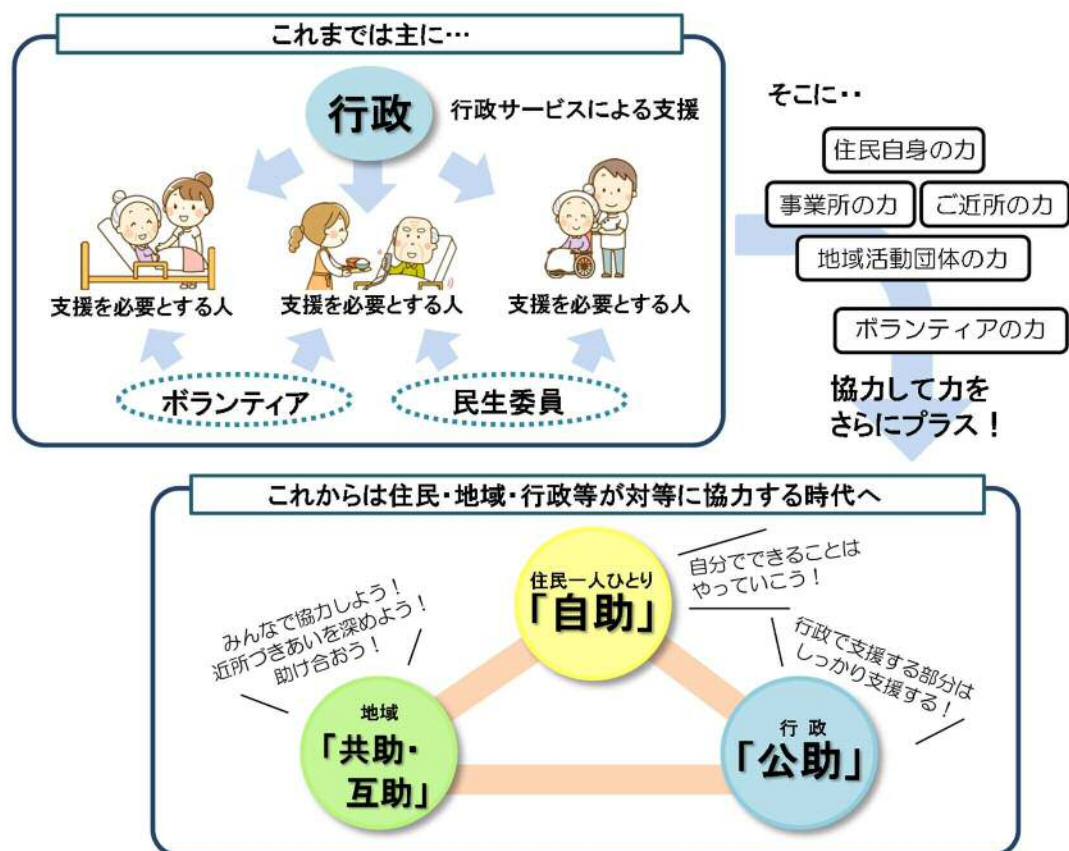 これまでは主に…
行政
行政サービスによる支援
支援を必要とする人
支援を必要とする人
支援を必要とする人
ボランティア
民生委員
そこに・・
住民自身の力
事業所の力
ご近所の力
地域活動団体の力
ボランティアの力
協力して力を
さらにプラス！
これからは住民・地域・行政等が対等に協力する時代へ
住民一人ひとり
「自助」
自分でできることは
やっていこう！
みんなで協力しよう！
近所づきあいを深めよう！
助け合おう！
行政で支援する部分は
しっかり支援する！
地域
「共助・
互助」
行政
「公助」